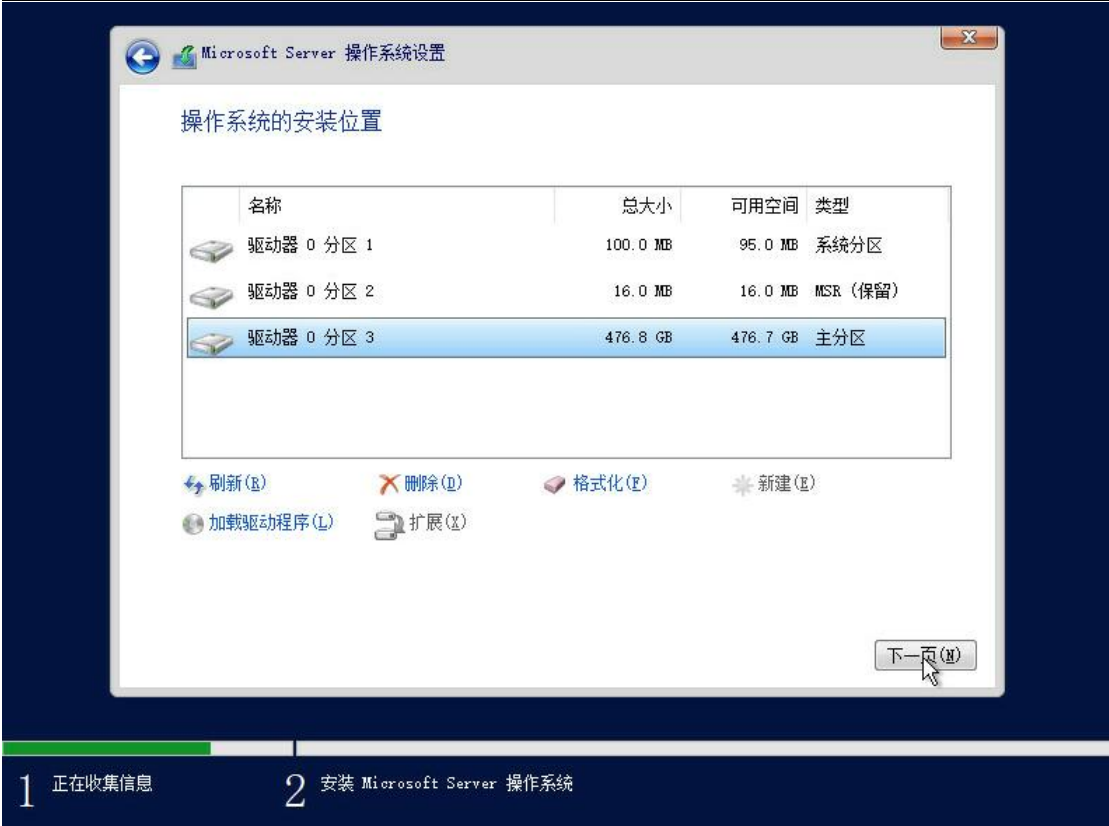 Microsoft Server 操作系统设置
操作系统的安装位置
名称 总大小 可用空间 类型
驱动器 0 分区 1 100.0 MB 95.0 MB 系统分区
驱动器 0 分区 2 16.0 MB 16.0 MB MSR (保留)
驱动器 0 分区 3 476.8 GB 476.7 GB 主分区
刷新(R) 删除(D) 格式化(F) 新建(E)
加载驱动程序(L) 扩展(X)
下一页(N)
1 正在收集信息 2 安装 Microsoft Server 操作系统